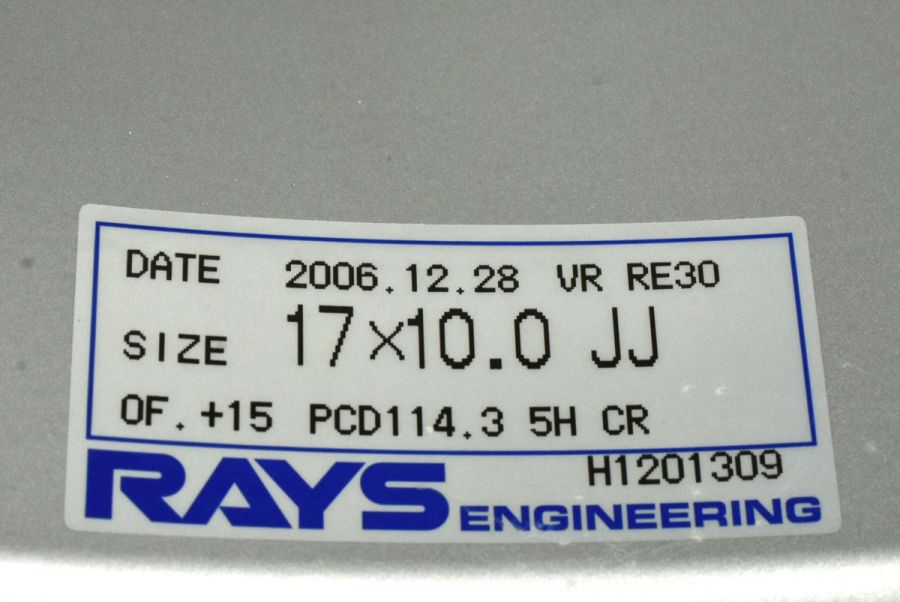 DATE 2006.12.28 VR RE30
SIZE 17×10.0 JJ
OF.+15 PCD114.3 5H CR
H1201309
RAYS ENGINEERING